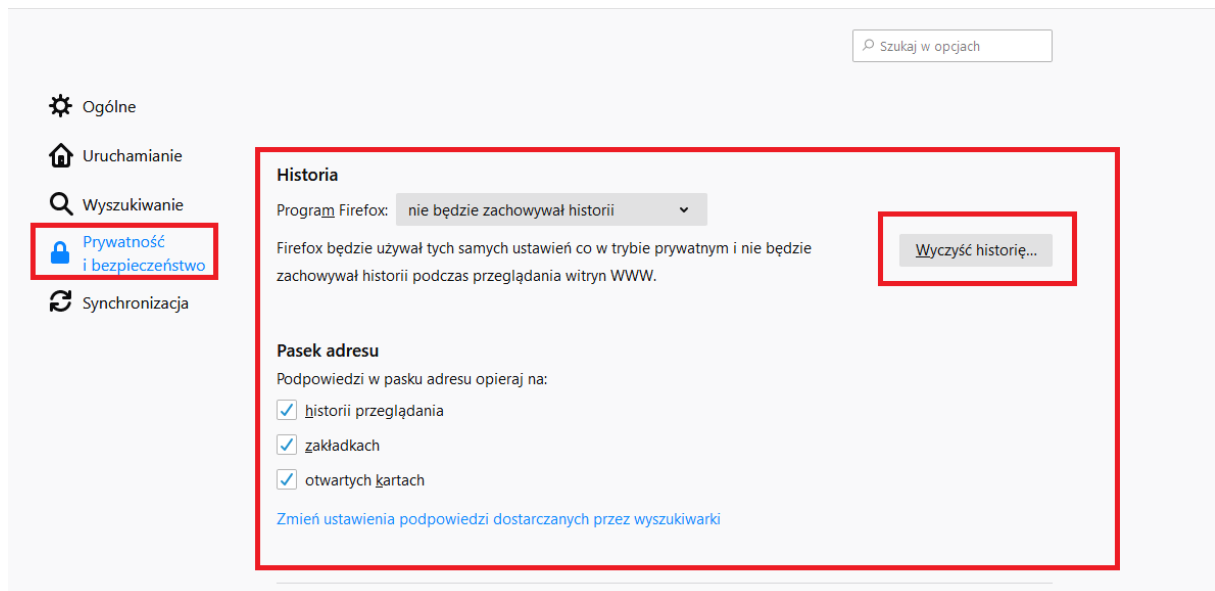 Szukaj w opcjach
Ogólne
Uruchamianie
Wyszukiwanie
Prywatność
i bezpieczeństwo
Synchronizacja
Historia
Program Firefox: nie będzie zachowywał historii
Firefox będzie używał tych samych ustawień co w trybie prywatnym i nie będzie
zachowywał historii podczas przeglądania witryn WWW.
Wyczyść historię...
Pasek adresu
Podpowiedzi w pasku adresu opieraj na:
historii przeglądania
zakładkach
otwartych kartach
Zmień ustawienia podpowiedzi dostarczanych przez wyszukiwarki